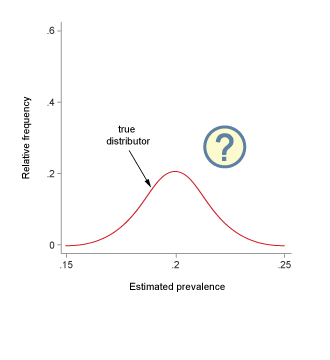 .6
.4
.2
0
Relative frequency
true
distributor
?
.15
.2
.25
Estimated prevalence